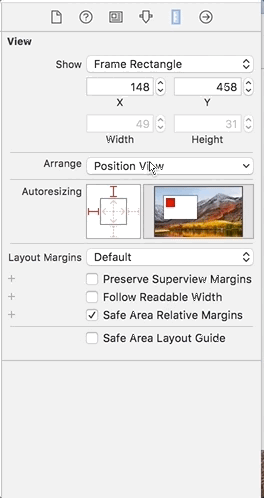 View
Show Frame Rectangle
148 458
X Y
49 31
Width Height
Arrange Position View
Autoresizing
Layout Margins Default
Preserve Superview Margins
Follow Readable Width
Safe Area Relative Margins
Safe Area Layout Guide